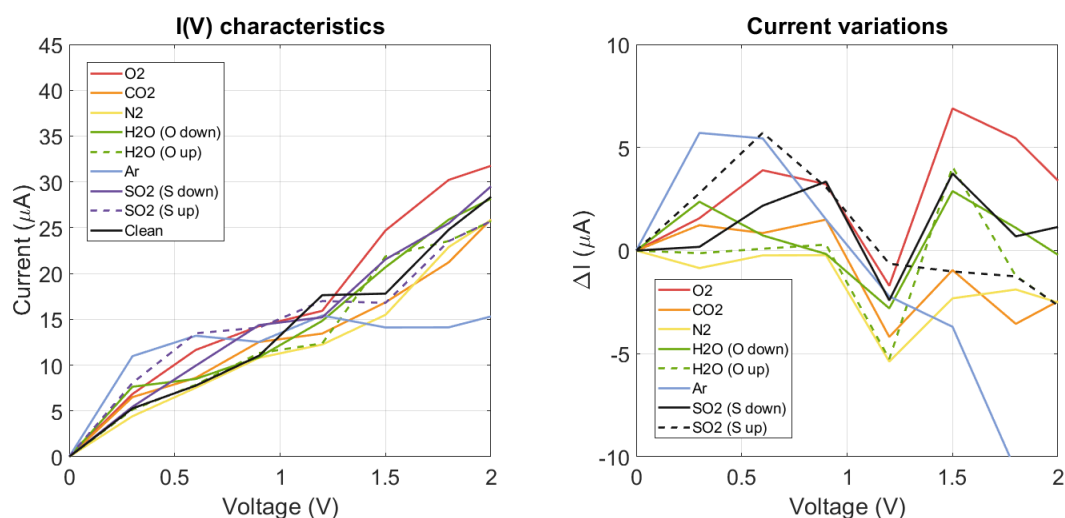 I(V) characteristics
45
40
35
30
25
20
15
10
5
0
Current (μA)
O2
CO2
N2
H2O (O down)
H2O (O up)
Ar
SO2 (S down)
SO2 (S up)
Clean
0
0.5
1
1.5
2
Voltage (V)
Current variations
10
5
0
-5
-10
ΔI (μA)
O2
CO2
N2
H2O (O down)
H2O (O up)
Ar
SO2 (S down)
SO2 (S up)
0
0.5
1
1.5
2
Voltage (V)